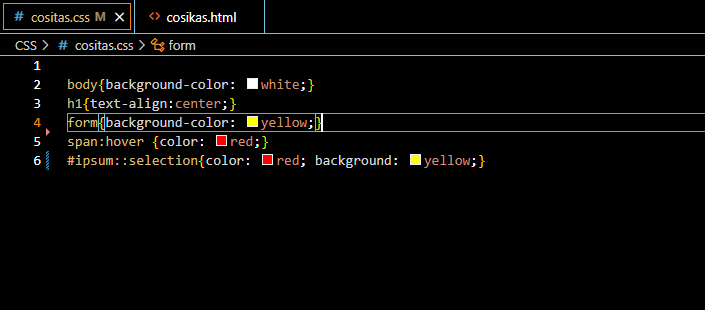 # cositas.css M × <> cosikas.html
CSS > # cositas.css > form
1
2 body{background-color: white;}
3 h1{text-align:center;}
4 form{background-color: yellow;}
5 span:hover {color: red;}
6 #ipsum::selection{color: red; background: yellow;}